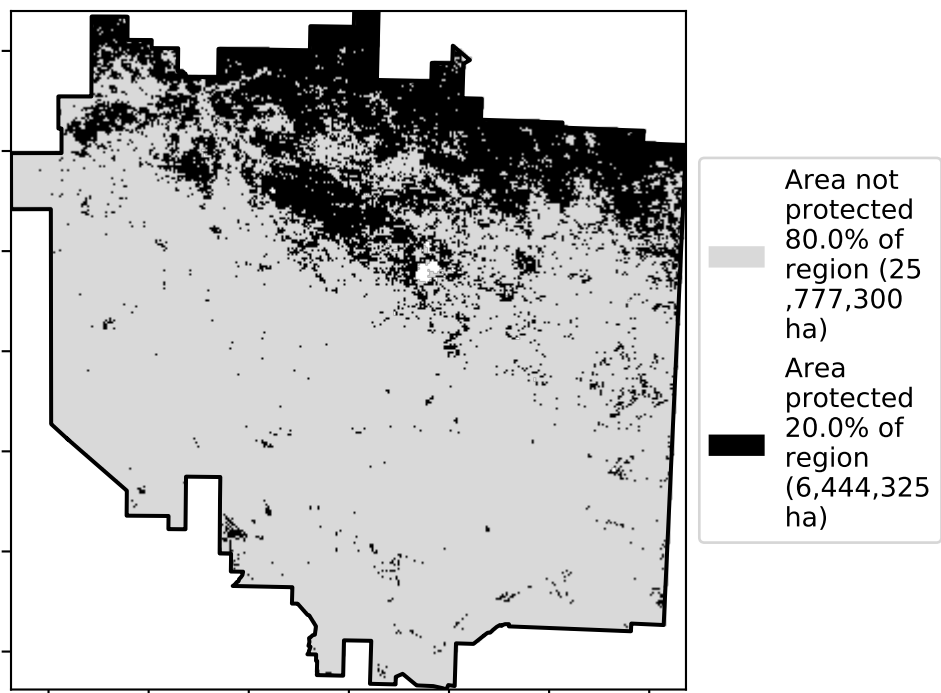 Area not
protected
80.0% of
region (25
,777,300
ha)
Area
protected
20.0% of
region
(6,444,325
ha)